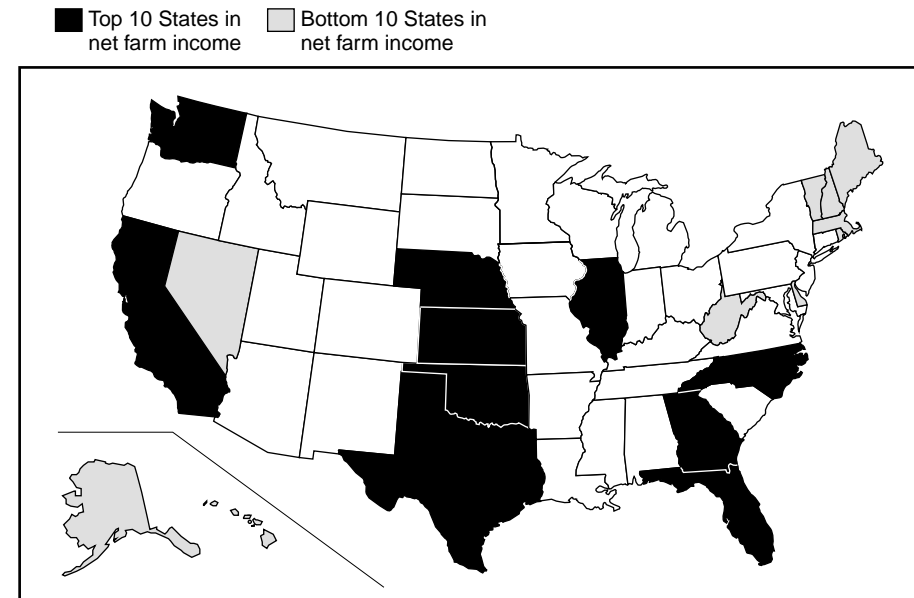 Top 10 States in
net farm income
Bottom 10 States in
net farm income